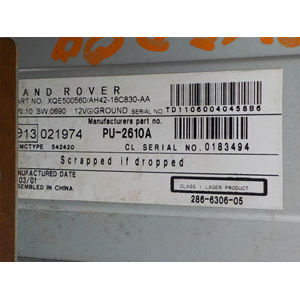 AND ROVER
ART NO. XQE500560/AH42-18C830-AA
W.10 SW.0690 12V⊖GROUND SERIAL NO.
TD1106004045886
Manufacturers part no.
913 021974 PU-2610A
MCTYPE 542420 CL SERIAL NO. 0183494
Scrapped if dropped
MANUFACTURED DATE
03/01
SEMBLED IN CHINA
CLASS 1 LASER PRODUCT
286-6306-05